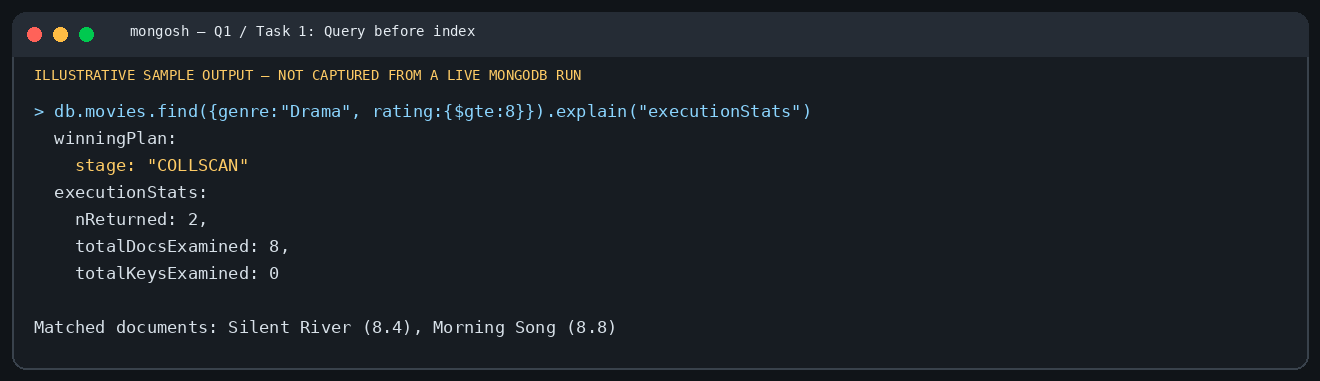 mongosh — Q1 / Task 1: Query before index
ILLUSTRATIVE SAMPLE OUTPUT — NOT CAPTURED FROM A LIVE MONGODB RUN
> db.movies.find({genre:"Drama", rating:{$gte:8}}).explain("executionStats")
winningPlan:
stage: "COLLSCAN"
executionStats:
nReturned: 2,
totalDocsExamined: 8,
totalKeysExamined: 0
Matched documents: Silent River (8.4), Morning Song (8.8)